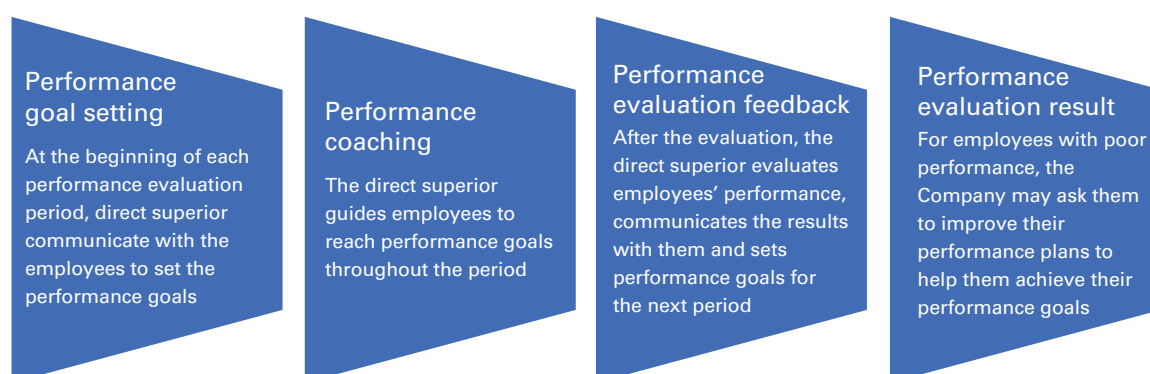 Performance
goal setting
At the beginning of each
performance evaluation
period, direct superior
communicate with the
employees to set the
performance goals
Performance
coaching
The direct superior
guides employees to
reach performance goals
throughout the period
Performance
evaluation feedback
After the evaluation, the
direct superior evaluates
employees’ performance,
communicates the results
with them and sets
performance goals for
the next period
Performance
evaluation result
For employees with poor
performance, the
Company may ask them
to improve their
performance plans to
help them achieve their
performance goals